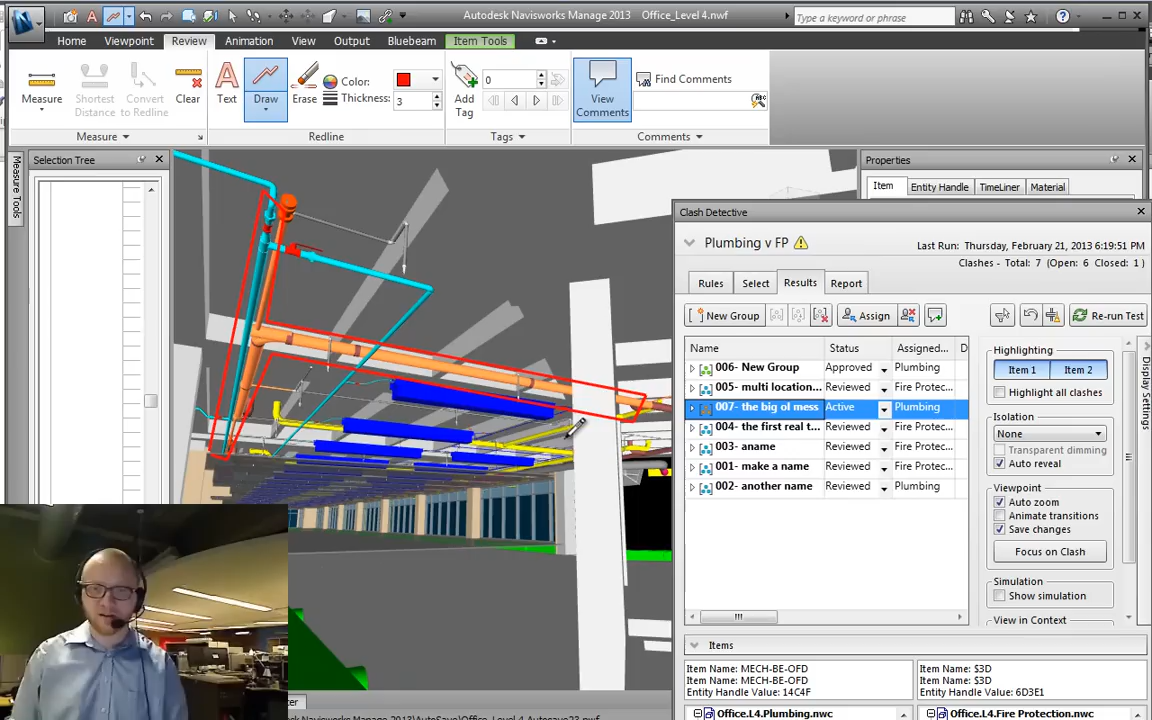 Autodesk Navisworks Manage 2013 Office_Level 4.nwf
Type a keyword or phrase
Home Viewpoint Review Animation View Output Bluebeam Item Tools
Measure
Shortest Distance
Convert to Redline
Clear
Text
Draw
Erase
Color:
Thickness: 3
Add Tag
0
View Comments
Find Comments
Measure
Redline
Tags
Comments
Measure Tools
Selection Tree
Properties
Item Entity Handle TimeLiner Material
Clash Detective
Plumbing v FP
Last Run: Thursday, February 21, 2013 6:19:51 PM
Clashes - Total: 7 (Open: 6 Closed: 1 )
Rules Select Results Report
New Group
Assign
Re-run Test
Name Status Assigned... D
006- New Group Approved Plumbing
005- multi location... Reviewed Fire Protec...
007- the big ol mess Active Plumbing
004- the first real t... Reviewed Fire Protec...
003- aname Reviewed Fire Protec...
001- make a name Reviewed Fire Protec...
002- another name Reviewed Plumbing
Highlighting
Item 1 Item 2
Highlight all clashes
Isolation
None
Transparent dimming
Auto reveal
Viewpoint
Auto zoom
Animate transitions
Save changes
Focus on Clash
Simulation
Show simulation
View in Context
Display Settings
Items
Item Name: MECH-BE-OFD
Item Name: MECH-BE-OFD
Entity Handle Value: 14C4F
Item Name: $3D
Item Name: $3D
Entity Handle Value: 6D3E1
Office.L4.Plumbing.nwc
Office.L4.Fire Protection.nwc